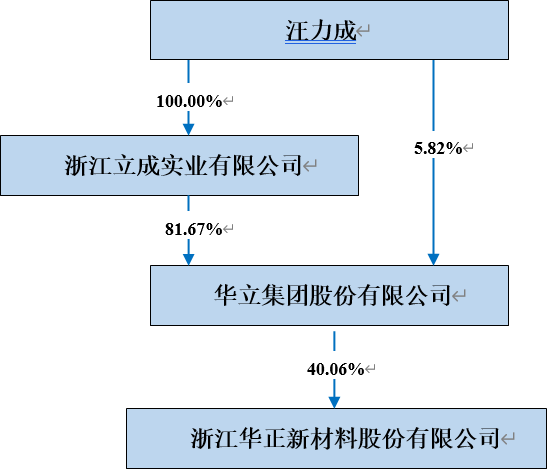 汪力成
100.00%
5.82%
浙江立成实业有限公司
81.67%
华立集团股份有限公司
40.06%
浙江华正新材料股份有限公司